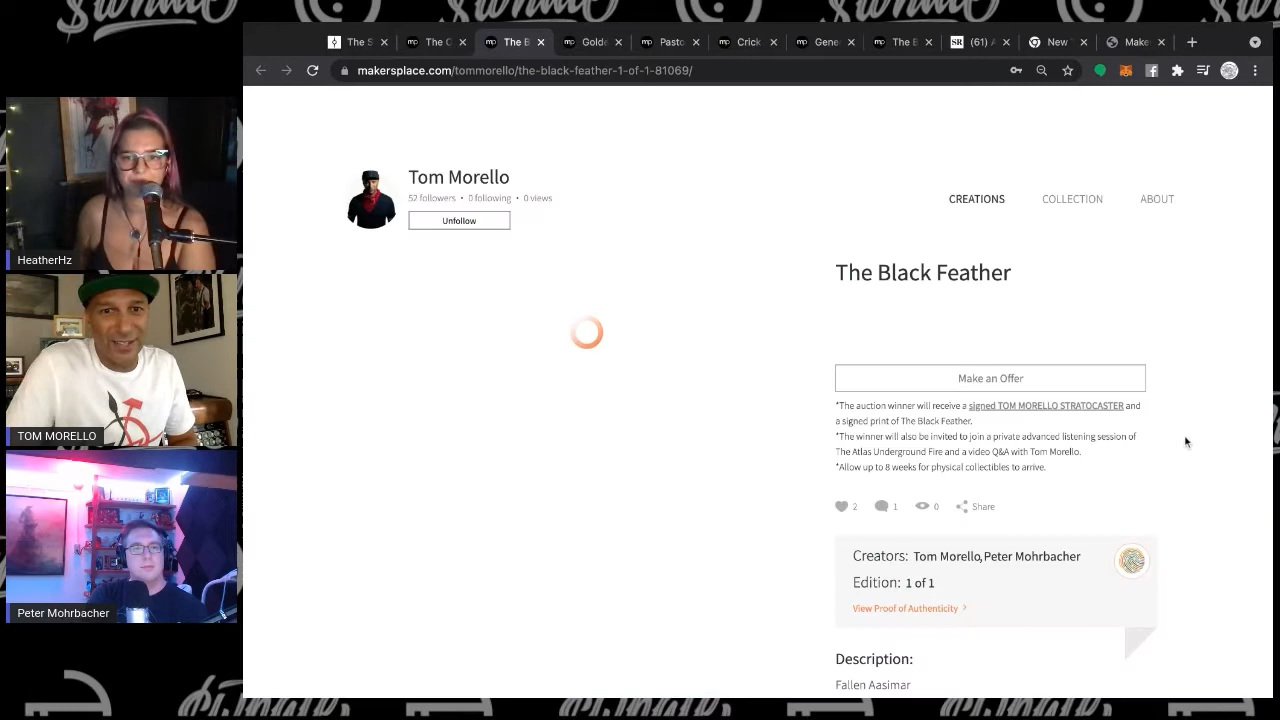 The S
The C
The B
Golde
Pasto
Crick
Gene
The B
SR (61) A
New
Make
makersplace.com/tommorello/the-black-feather-1-of-1-81069/
HeatherHz
TOM MORELLO
Peter Mohrbacher
Tom Morello
52 followers • 0 following • 0 views
Unfollow
CREATIONS COLLECTION ABOUT
The Black Feather
Make an Offer
*The auction winner will receive a signed TOM MORELLO STRATOCASTER and
a signed print of The Black Feather.
*The winner will also be invited to join a private advanced listening session of
The Atlas Underground Fire and a video Q&A with Tom Morello.
*Allow up to 8 weeks for physical collectibles to arrive.
2 1 0 Share
Creators: Tom Morello, Peter Mohrbacher
Edition: 1 of 1
View Proof of Authenticity >
Description:
Fallen Aasimar